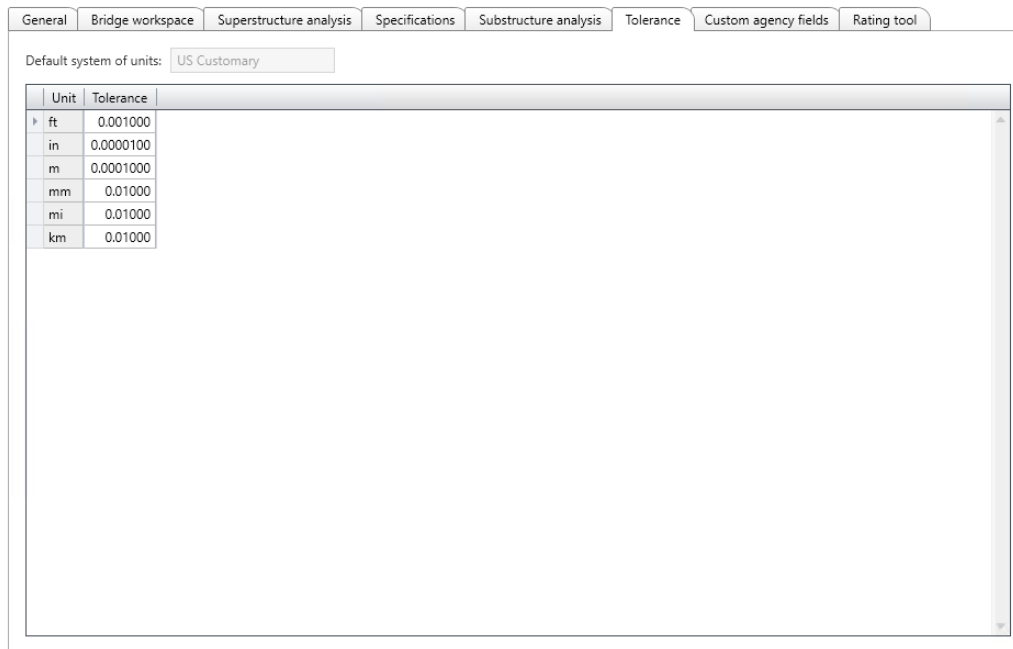 General Bridge workspace Superstructure analysis Specifications Substructure analysis Tolerance Custom agency fields Rating tool
Default system of units: US Customary
Unit Tolerance
ft 0.001000
in 0.0000100
m 0.0001000
mm 0.01000
mi 0.01000
km 0.01000